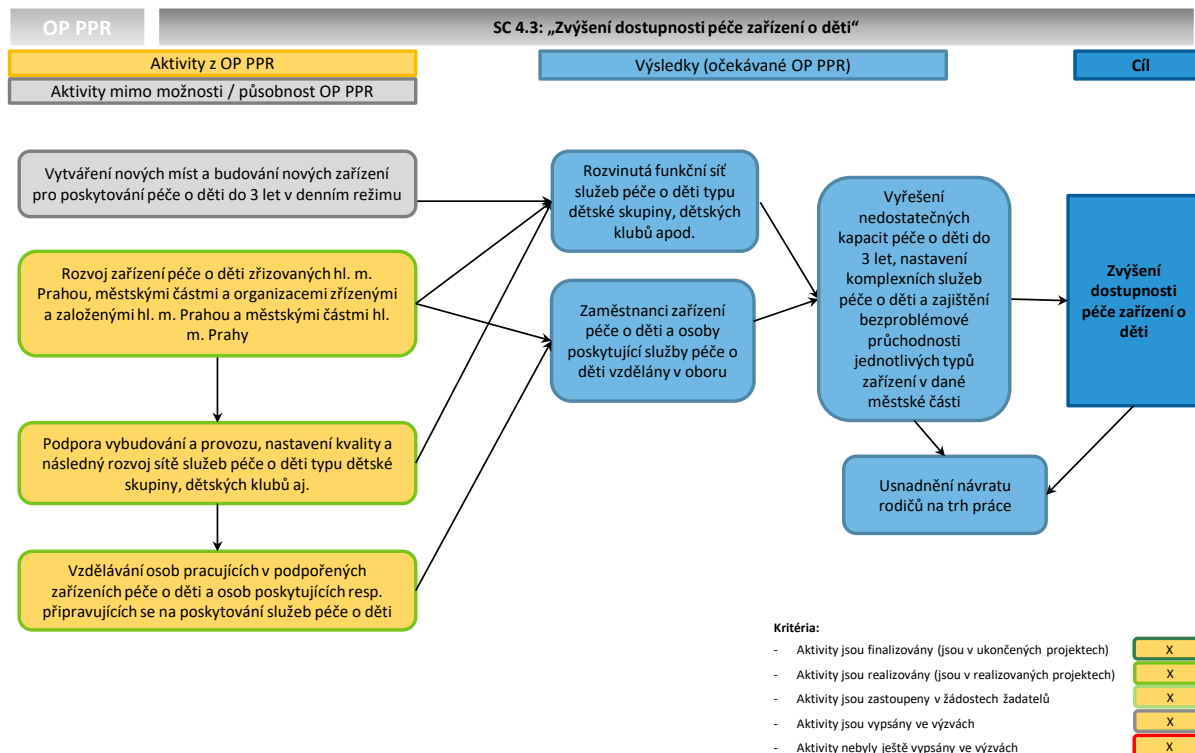 OP PPR
SC 4.3: „Zvýšení dostupnosti péče zařízení o děti“
Aktivity z OP PPR
Výsledky (očekávané OP PPR)
Cíl
Aktivity mimo možnosti / působnost OP PPR
Vytváření nových míst a budování nových zařízení
pro poskytování péče o děti do 3 let v denním režimu
Rozvoj zařízení péče o děti zřizovaných hl. m.
Prahou, městskými částmi a organizacemi zřízenými
a založenými hl. m. Prahou a městskými částmi hl.
m. Prahy
Podpora vybudování a provozu, nastavení kvality a
následný rozvoj sítě služeb péče o děti typu dětské
skupiny, dětských klubů aj.
Vzdělávání osob pracujících v podpořených
zařízeních péče o děti a osob poskytujících resp.
připravujících se na poskytování služeb péče o děti
Rozvinutá funkční síť
služeb péče o děti typu
dětské skupiny, dětských
klubů apod.
Zaměstnanci zařízení
péče o děti a osoby
poskytující služby péče o
děti vzdělány v oboru
Vyřešení
nedostatečných
kapacit péče o děti do
3 let, nastavení
komplexních služeb
péče o děti a zajištění
bezproblémové
průchodnosti
jednotlivých typů
zařízení v dané
městské části
Zvýšení
dostupnosti
péče zařízení o
děti
Usnadnění návratu
rodičů na trh práce
Kritéria:
- Aktivity jsou finalizovány (jsou v ukončených projektech) X
- Aktivity jsou realizovány (jsou v realizovaných projektech) X
- Aktivity jsou zastoupeny v žádostech žadatelů X
- Aktivity jsou vypsány ve výzvách X
- Aktivity nebyly ještě vypsány ve výzvách X